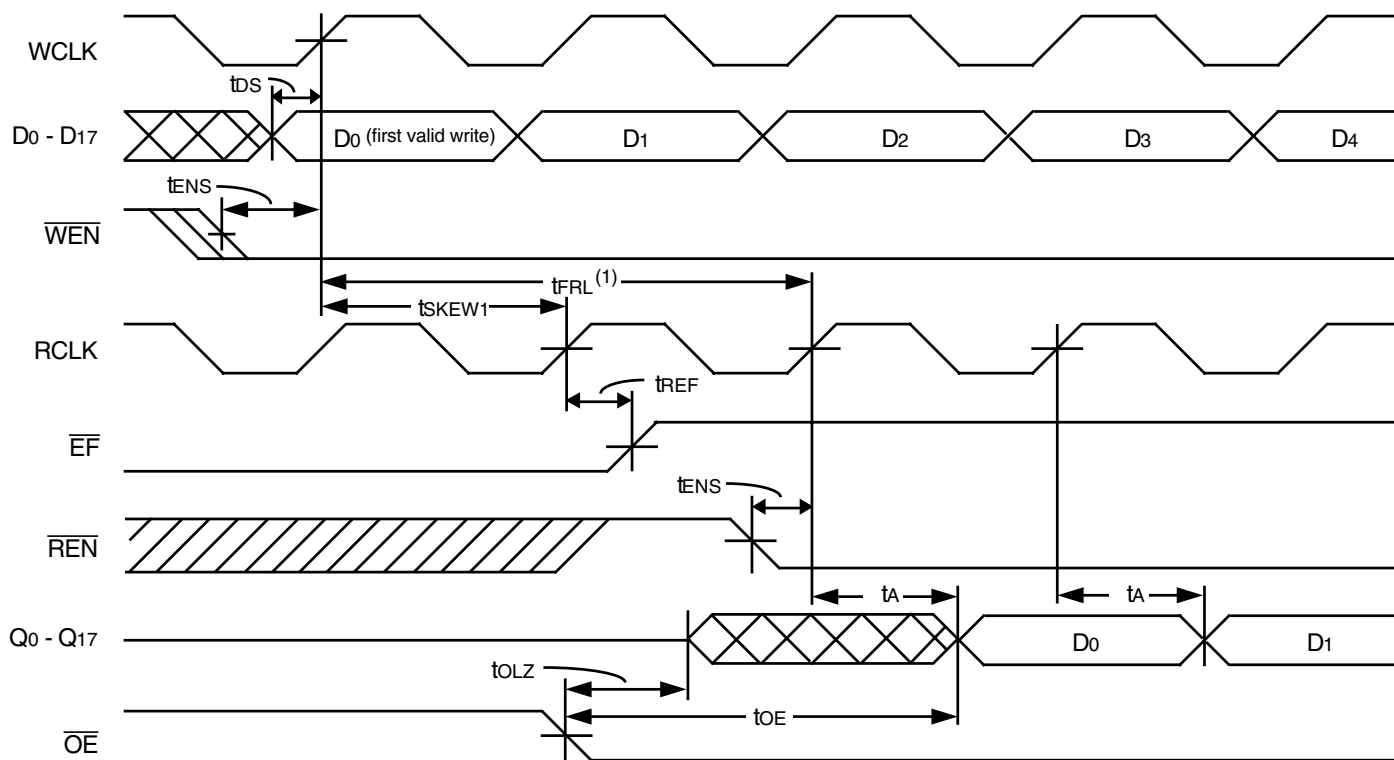 WCLK
tDS
D0 - D17
D0 (first valid write)
D1
D2
D3
D4
tENS
WEN
tFRL(1)
tSKEW1
RCLK
tREF
EF
tENS
REN
tA
tA
Q0 - Q17
D0
D1
tOLZ
tOE
OE